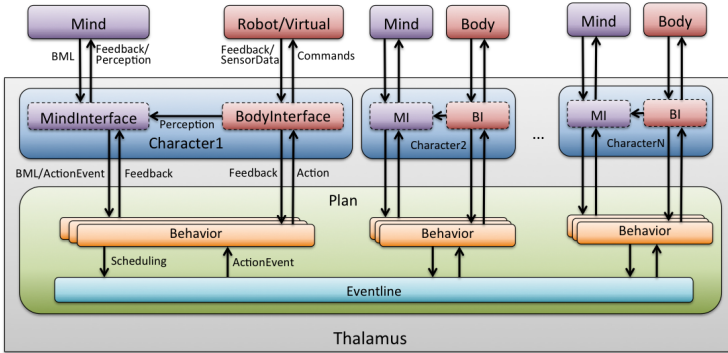 Mind
Robot/Virtual
Mind
Body
Mind
Body
BML
Feedback/
Perception
Feedback/
SensorData
Commands
MindInterface
Perception
BodyInterface
Character1
MI
BI
Character2
...
MI
BI
CharacterN
BML/ActionEvent
Feedback
Feedback
Action
Plan
Behavior
Behavior
Behavior
Scheduling
ActionEvent
Eventline
Thalamus